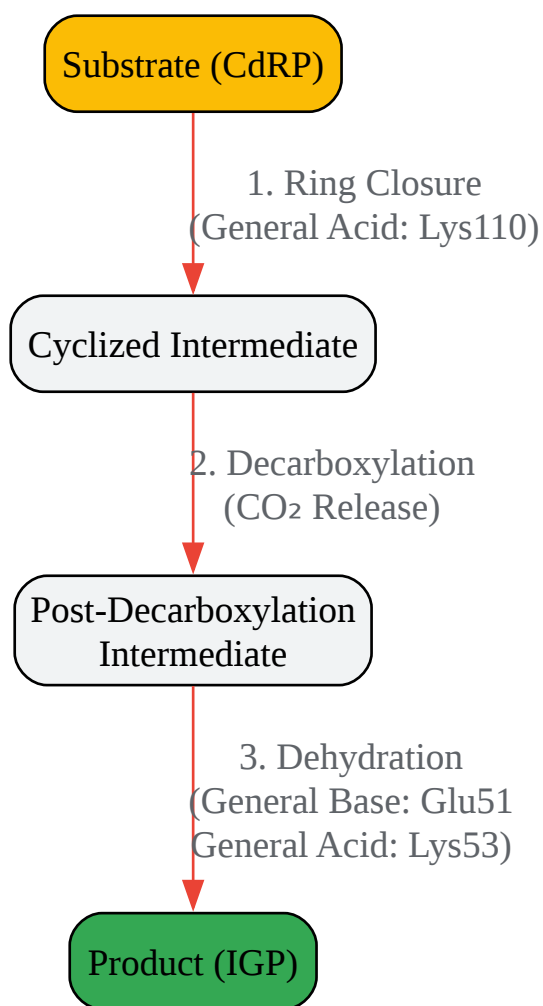 Substrate (CdRP)
1. Ring Closure
(General Acid: Lys110)
Cyclized Intermediate
2. Decarboxylation
(CO₂ Release)
Post-Decarboxylation
Intermediate
3. Dehydration
(General Base: Glu51
General Acid: Lys53)
Product (IGP)